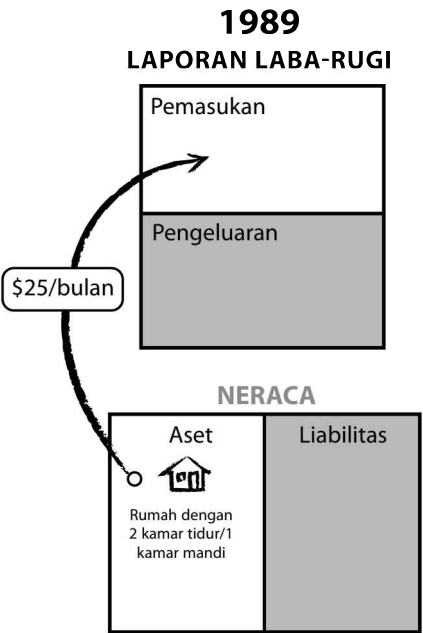 1989
LAPORAN LABA-RUGI
Pemasukan
Pengeluaran
$25/bulan
NERACA
Aset
Liabilitas
Rumah dengan
2 kamar tidur/1
kamar mandi